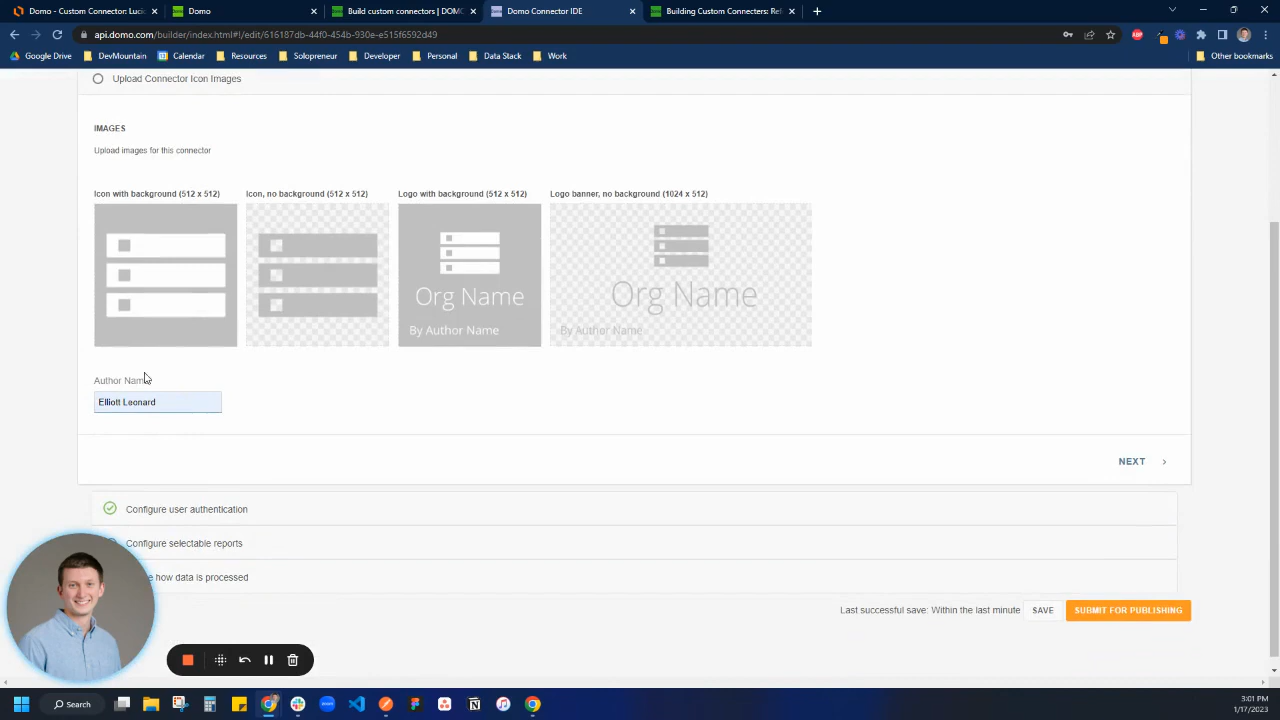 Domo - Custom Connector: Luci
Domo
Build custom connectors | DOMO
Domo Connector IDE
Building Custom Connecters: Rel
api.domo.com/builder/index.html#!/edit/616187db-44f0-454b-930e-e515f6592d49
Google Drive
DevMountain
Calendar
Resources
Solopreneur
Developer
Personal
Data Stack
Work
Other bookmarks
Upload Connector Icon Images
IMAGES
Upload images for this connector
Icon with background (512 x 512)
Icon, no background (512 x 512)
Logo with background (512 x 512)
Logo banner, no background (1024 x 512)
Org Name
By Author Name
Org Name
By Author Name
Author Name
Elliott Leonard
NEXT
Configure user authentication
Configure selectable reports
how data is processed
Last successful save: Within the last minute
SAVE
SUBMIT FOR PUBLISHING
Search
3:01 PM
1/17/2023